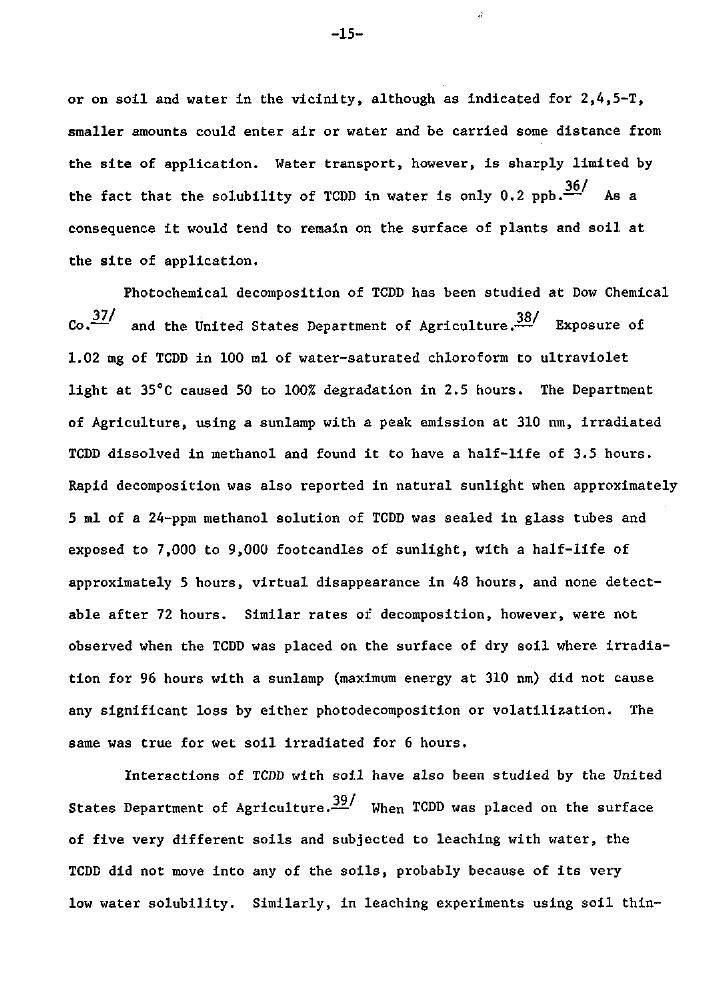 -15-
or on soil and water in the vicinity, although as indicated for 2,4,5-T,
smaller amounts could enter air or water and be carried some distance from
the site of application. Water transport, however, is sharply limited by
the fact that the solubility of TCDD in water is only 0.2 ppb.36/ As a
consequence it would tend to remain on the surface of plants and soil at
the site of application.
Photochemical decomposition of TCDD has been studied at Dow Chemical
Co.37/ and the United States Department of Agriculture.38/ Exposure of
1.02 mg of TCDD in 100 ml of water-saturated chloroform to ultraviolet
light at 35°C caused 50 to 100% degradation in 2.5 hours. The Department
of Agriculture, using a sunlamp with a peak emission at 310 nm, irradiated
TCDD dissolved in methanol and found it to have a half-life of 3.5 hours.
Rapid decomposition was also reported in natural sunlight when approximately
5 ml of a 24-ppm methanol solution of TCDD was sealed in glass tubes and
exposed to 7,000 to 9,000 footcandles of sunlight, with a half-life of
approximately 5 hours, virtual disappearance in 48 hours, and none detect-
able after 72 hours. Similar rates of decomposition, however, were not
observed when the TCDD was placed on the surface of dry soil where irradia-
tion for 96 hours with a sunlamp (maximum energy at 310 nm) did not cause
any significant loss by either photodecomposition or volatilization. The
same was true for wet soil irradiated for 6 hours.
Interactions of TCDD with soil have also been studied by the United
States Department of Agriculture.39/ When TCDD was placed on the surface
of five very different soils and subjected to leaching with water, the
TCDD did not move into any of the soils, probably because of its very
low water solubility. Similarly, in leaching experiments using soil thin-